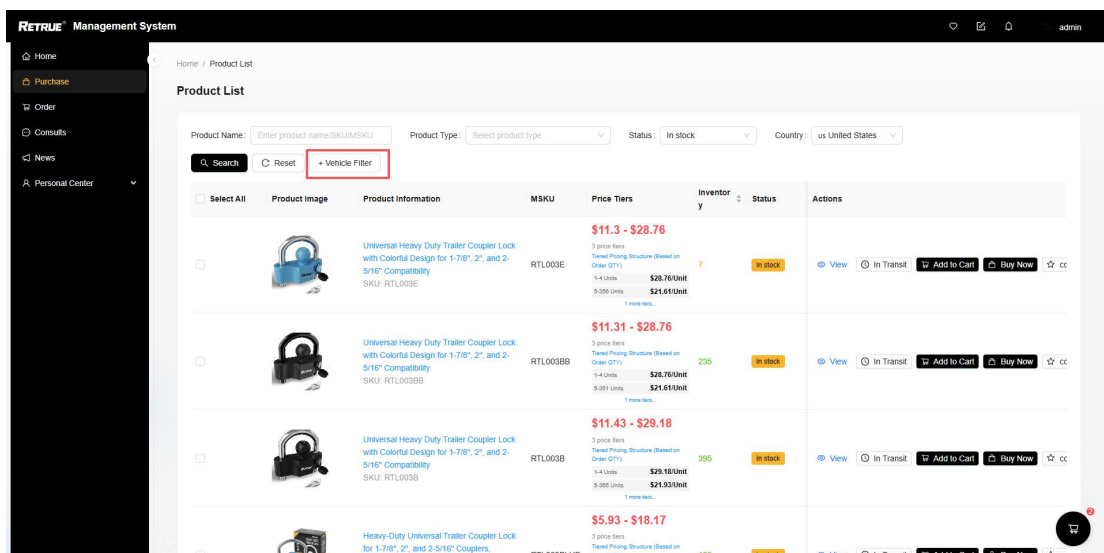 RETRUE® Management System
admin
Home
Purchase
Order
Consults
News
Personal Center
Home / Product List
Product List
Product Name: Enter product name/SKU/MSKU Product Type: Select product type Status: In stock Country: us United States
Search Reset + Vehicle Filter
Select All Product Image Product Information MSKU Price Tiers Inventor Status Actions
y
$11.3 - $28.76
3 price tiers
Universal Heavy Duty Trailer Coupler Lock
with Colorful Design for 1-7/8", 2", and 2-
5/16" Compatibility
SKU: RTL003E
RTL003E
Tiered Pricing Structure (Based on
Order QTY)
1-4 Units $28.76/Unit
5-356 Units $21.61/Unit
1 more tiers...
7
In stock
View In Transit Add to Cart Buy Now cc
$11.31 - $28.76
3 price tiers
Universal Heavy Duty Trailer Coupler Lock
with Colorful Design for 1-7/8", 2", and 2-
5/16" Compatibility
SKU: RTL003BB
RTL003BB
Tiered Pricing Structure (Based on
Order QTY)
1-4 Units $28.76/Unit
5-351 Units $21.61/Unit
1 more tiers...
235
In stock
View In Transit Add to Cart Buy Now cc
$11.43 - $29.18
3 price tiers
Universal Heavy Duty Trailer Coupler Lock
with Colorful Design for 1-7/8", 2", and 2-
5/16" Compatibility
SKU: RTL003B
RTL003B
Tiered Pricing Structure (Based on
Order QTY)
1-4 Units $29.18/Unit
5-365 Units $21.93/Unit
1 more tiers...
395
In stock
View In Transit Add to Cart Buy Now cc
$5.93 - $18.17
3 price tiers
Heavy-Duty Universal Trailer Coupler Lock
for 1-7/8", 2", and 2-5/16" Couplers,
Tiered Pricing Structure (Based on
2